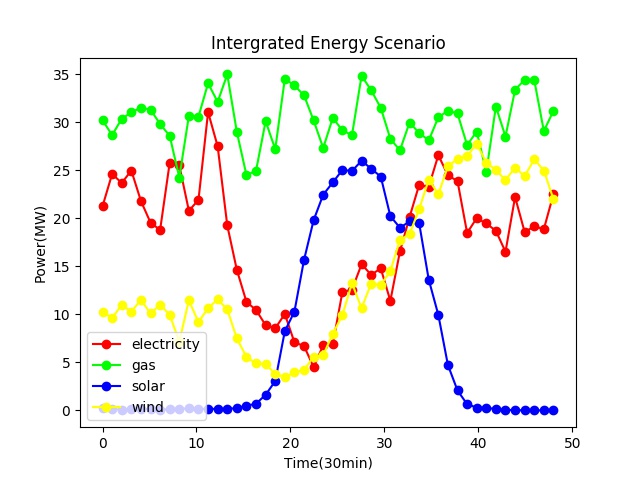 Intergrated Energy Scenario
Power(MW)
35
30
25
20
15
10
5
0
electricity
gas
solar
wind
0 10 20 30 40 50
Time(30min)